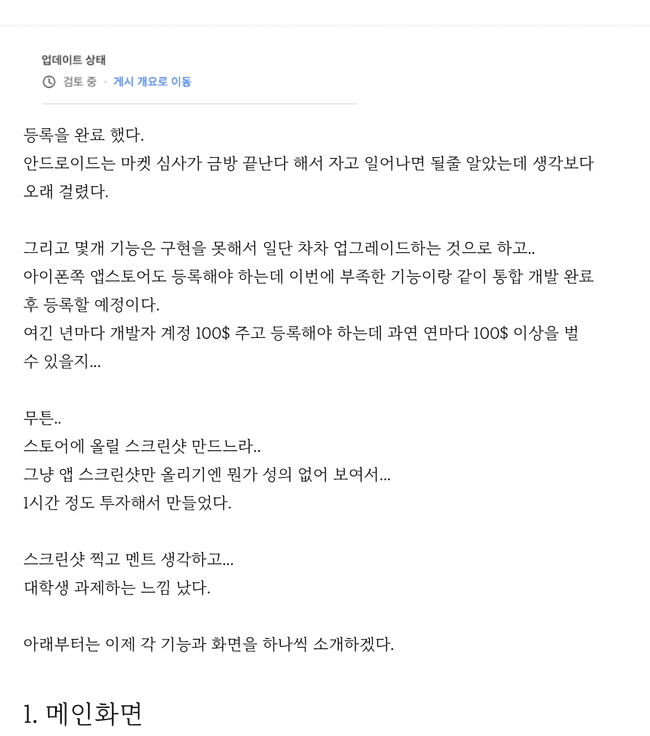 업데이트 상태
검토 중 · 게시 개요로 이동
등록을 완료 했다.
안드로이드는 마켓 심사가 금방 끝난다 해서 자고 일어나면 될줄 알았는데 생각보다
오래 걸렸다.
그리고 몇개 기능은 구현을 못해서 일단 차차 업그레이드하는 것으로 하고..
아이폰쪽 앱스토어도 등록해야 하는데 이번에 부족한 기능이랑 같이 통합 개발 완료
후 등록할 예정이다.
여긴 년마다 개발자 계정 100$ 주고 등록해야 하는데 과연 연마다 100$ 이상을 벌
수 있을지...
무튼..
스토어에 올릴 스크린샷 만드느라..
그냥 앱 스크린샷만 올리기엔 뭔가 성의 없어 보여서...
1시간 정도 투자해서 만들었다.
스크린샷 찍고 멘트 생각하고...
대학생 과제하는 느낌 났다.
아래부터는 이제 각 기능과 화면을 하나씩 소개하겠다.
1. 메인화면